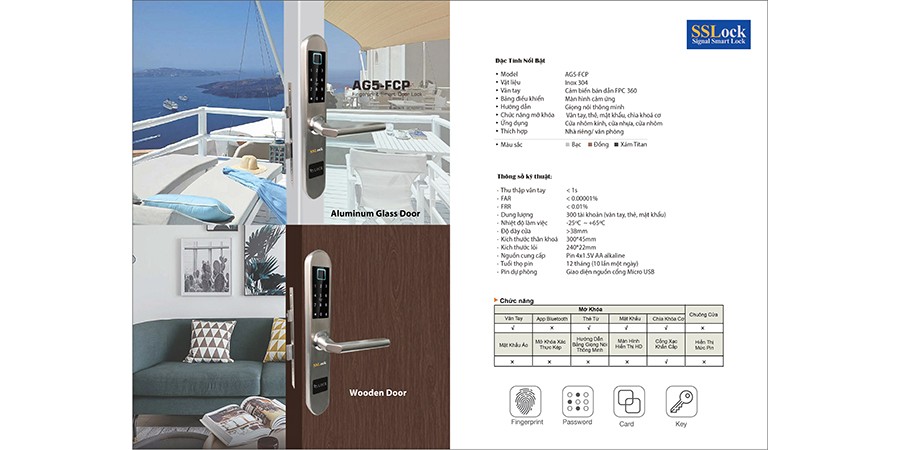 AG5-FCP
SSLock
Aluminum Glass Door
SSLock
Wooden Door
SSLock
Signal Smart Lock
Đặc Tính Nổi Bật
• Model AG5-FCP
• Vật liệu Inox 304
• Vân tay Cảm biến bán dẫn FPC 360
• Bảng điều khiển Màn hình cảm ứng
• Hướng dẫn Giọng nói thông minh
• Chức năng mở khóa Vân tay, thẻ, mật khẩu, chìa khoá cơ
• Ứng dụng Cửa nhôm kính, cửa nhựa, cửa nhôm
• Thích hợp Nhà riêng/ văn phòng
• Màu sắc Bạc Đồng Xám Titan
Thông số kỹ thuật:
- Thu thập vân tay < 1s
- FAR < 0.00001%
- FRR < 0.01%
- Dung lượng 300 tài khoản (vân tay, thẻ, mật khẩu)
- Nhiệt độ làm việc -25ºC ~ +65ºC
- Độ dày cửa >38mm
- Kích thước thân khoá 300*45mm
- Kích thước lõi 240*22mm
- Nguồn cung cấp Pin 4x1.5V AA alkaline
- Tuổi thọ pin 12 tháng (10 lần một ngày)
- Pin dự phòng Giao diện nguồn cổng Micro USB
Chức năng
Mở Khóa Chuông Cửa
Vân Tay App Bluetooth Thẻ Từ Mật Khẩu Chìa Khóa Cơ
√ × √ √ √ ×
Mật Khẩu Ảo Mở Khóa Xác Thực Kép Hướng Dẫn Bằng Giọng Nói Thông Minh Màn Hình Hiển Thị HD Cổng Xạc Khẩn Cấp Hiển Thị Mức Pin
× × × × √ ×
Fingerprint Password Card Key